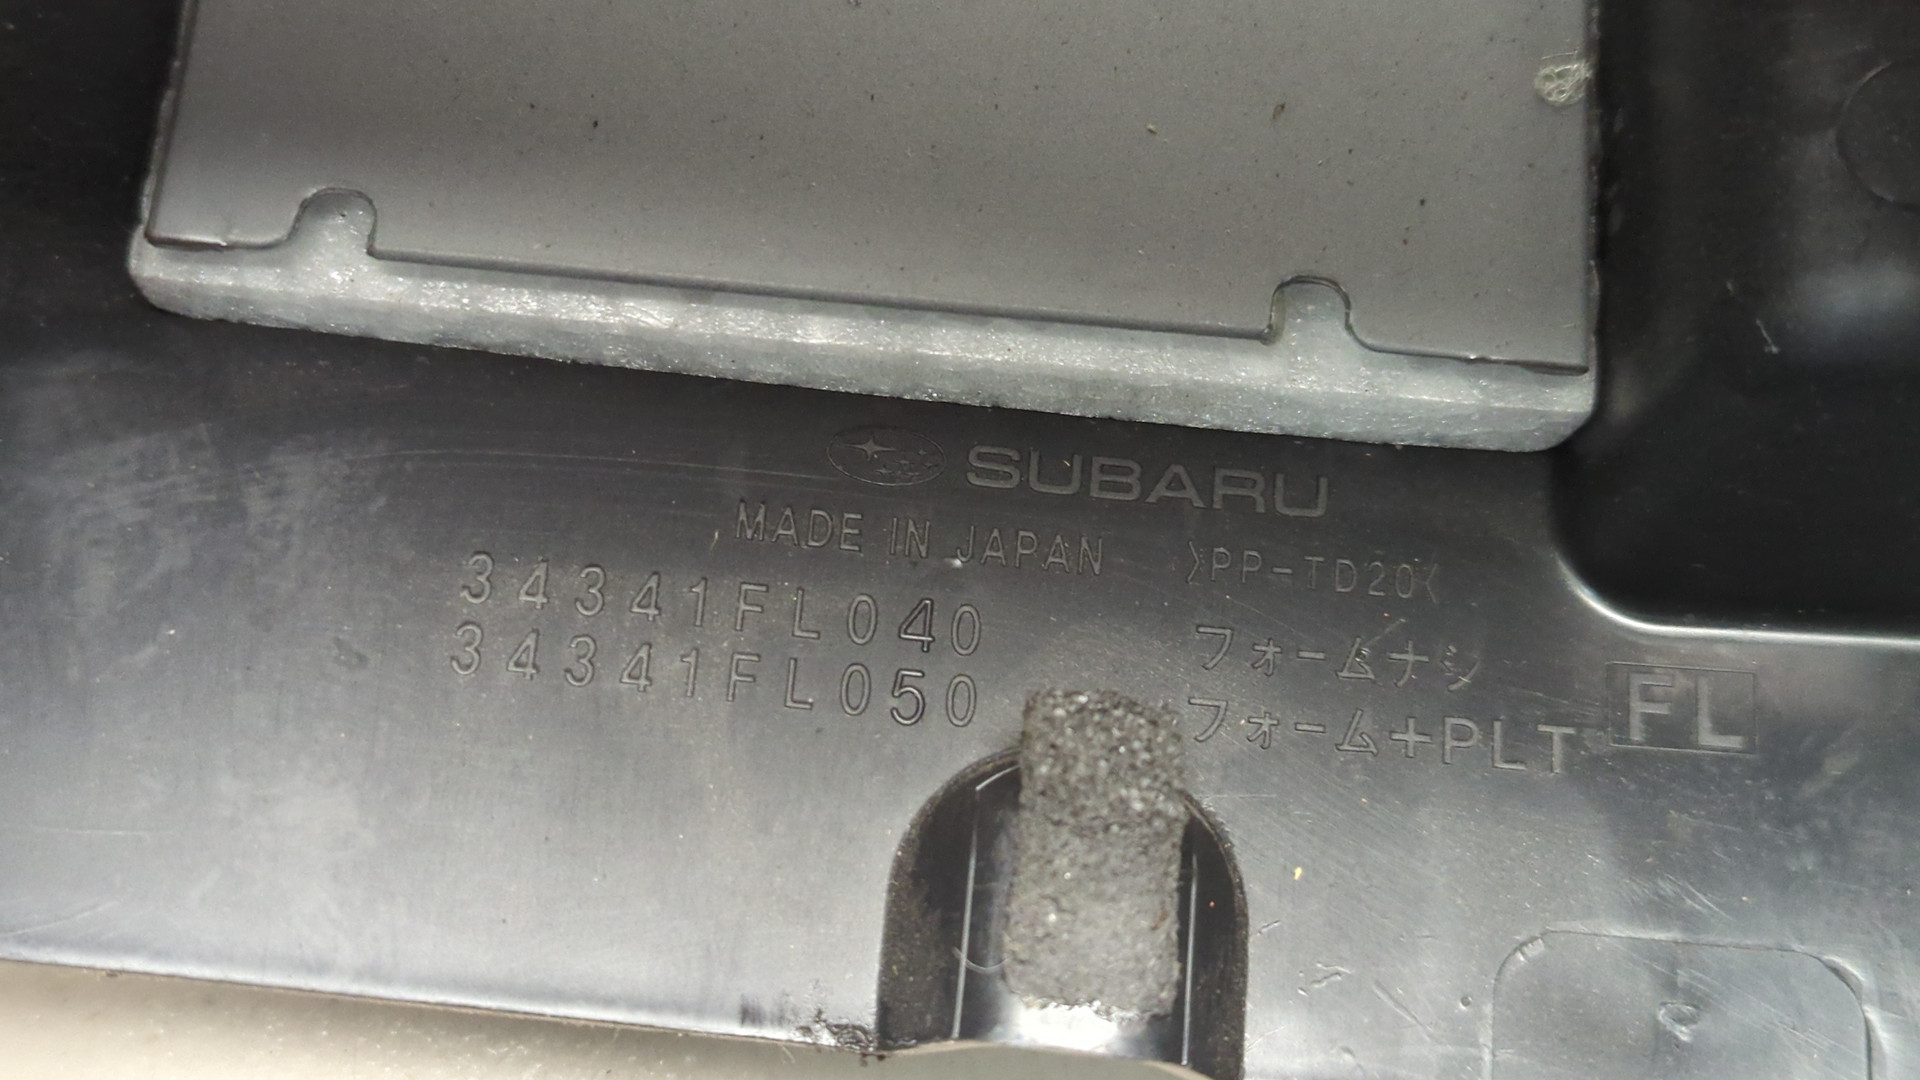 SUBARU
MADE IN JAPAN >PP-TD20<
34341FL040 フォームナシ
34341FL050 フォーム+PLT FL